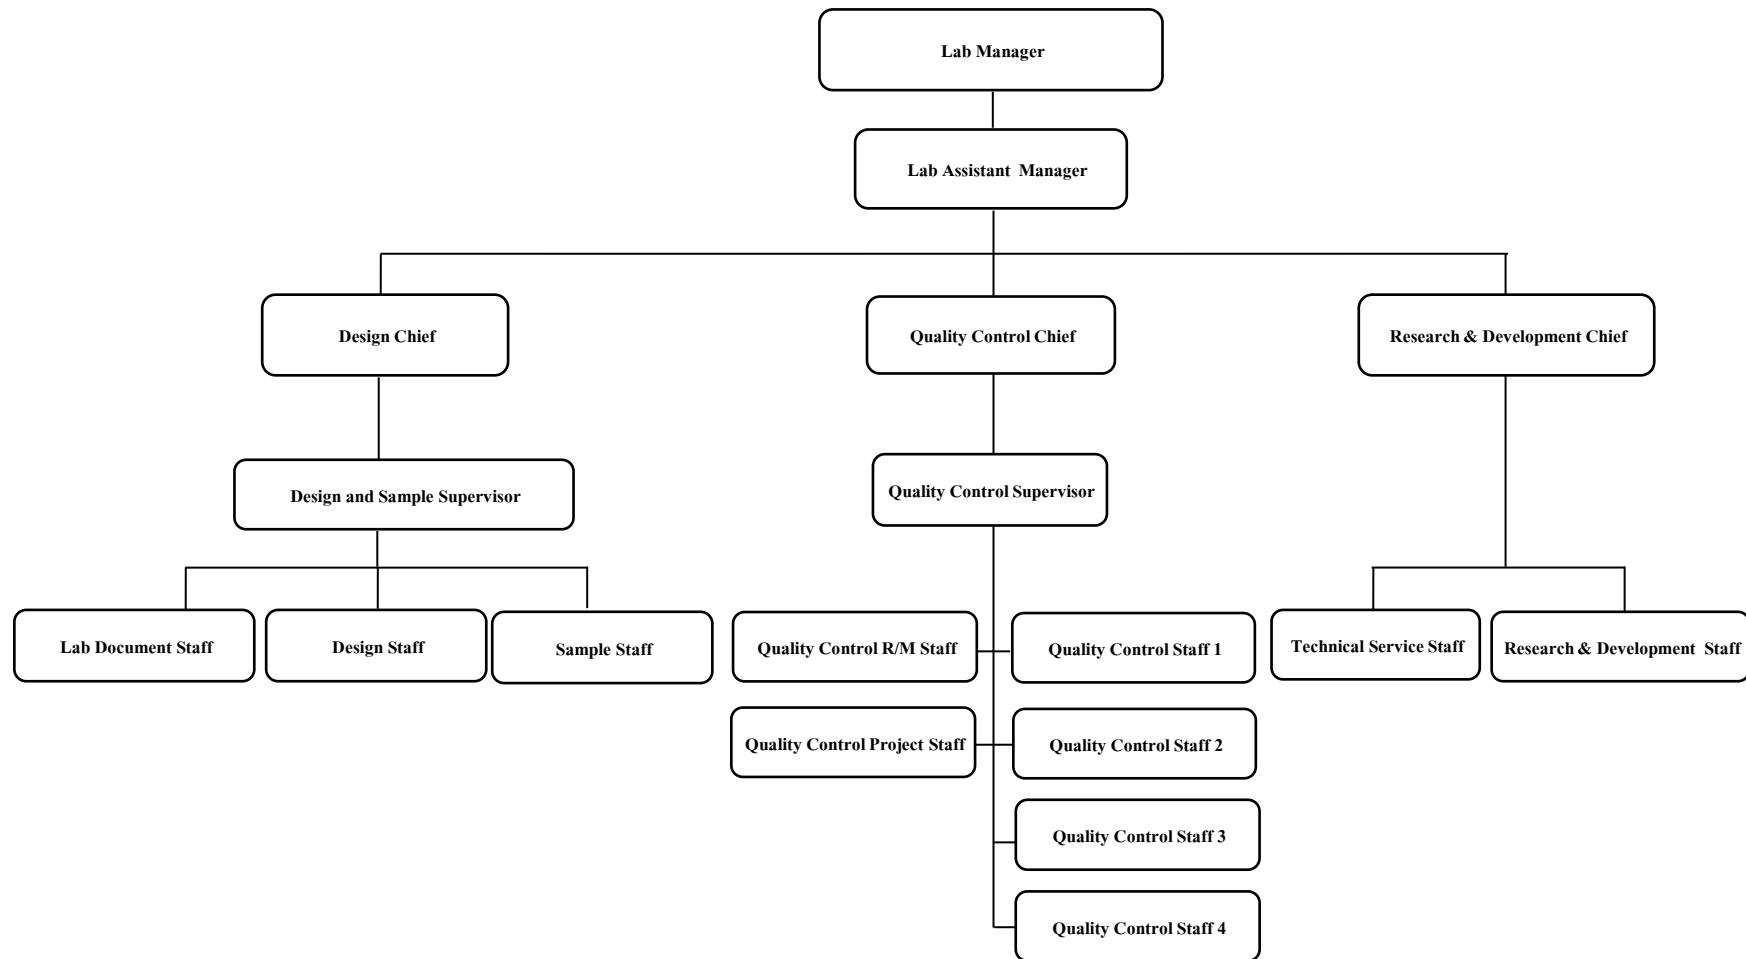 Lab Manager
Lab Assistant Manager
Design Chief
Quality Control Chief
Research & Development Chief
Design and Sample Supervisor
Quality Control Supervisor
Lab Document Staff
Design Staff
Sample Staff
Quality Control R/M Staff
Quality Control Staff 1
Technical Service Staff
Research & Development Staff
Quality Control Project Staff
Quality Control Staff 2
Quality Control Staff 3
Quality Control Staff 4